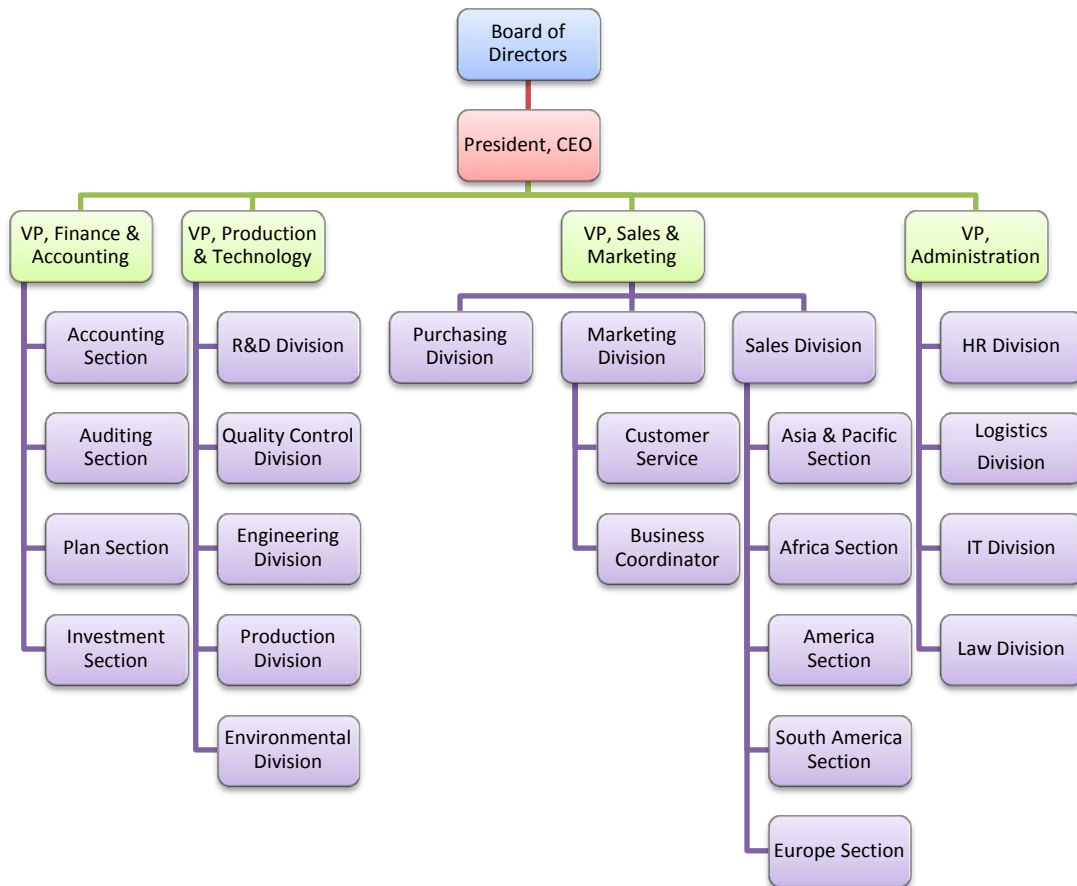 Board of
Directors
President, CEO
VP, Finance &
Accounting
VP, Production
& Technology
VP, Sales &
Marketing
VP,
Administration
Accounting
Section
R&D Division
Purchasing
Division
Marketing
Division
Sales Division
HR Division
Auditing
Section
Quality Control
Division
Customer
Service
Asia & Pacific
Section
Logistics
Division
Plan Section
Engineering
Division
Business
Coordinator
Africa Section
IT Division
Investment
Section
Production
Division
America
Section
Law Division
Environmental
Division
South America
Section
Europe Section